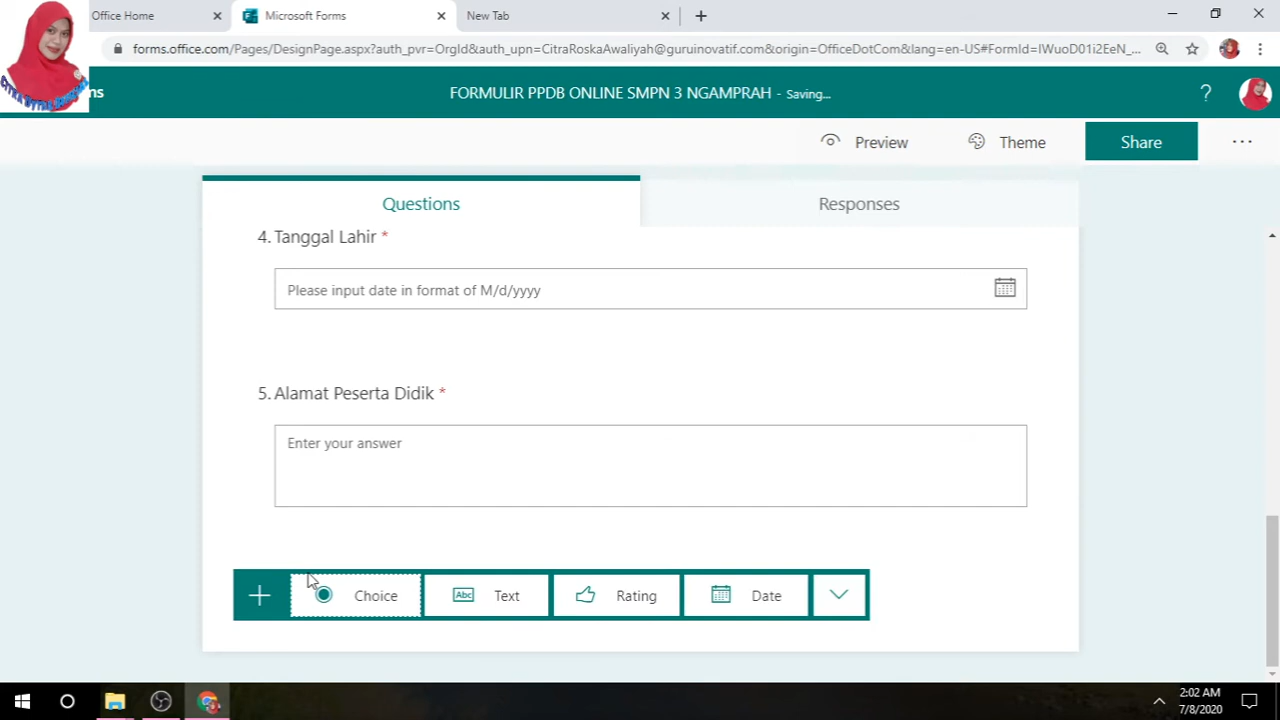 Office Home
Microsoft Forms
New Tab
forms.office.com/Pages/DesignPage.aspx?auth_pvr=OrgId&auth_upn=CitraRoskaAwaliyah@guruinovatif.com&origin=OfficeDotCom&lang=en-US#FormId=IWuoD01i2EeN_...
ns
FORMULIR PPDB ONLINE SMPN 3 NGAMPRAH - Saving...
?
Preview
Theme
Share
...
Questions
Responses
4. Tanggal Lahir *
Please input date in format of M/d/yyyy
5. Alamat Peserta Didik *
Enter your answer
Choice
Abc Text
Rating
Date
2:02 AM
7/8/2020